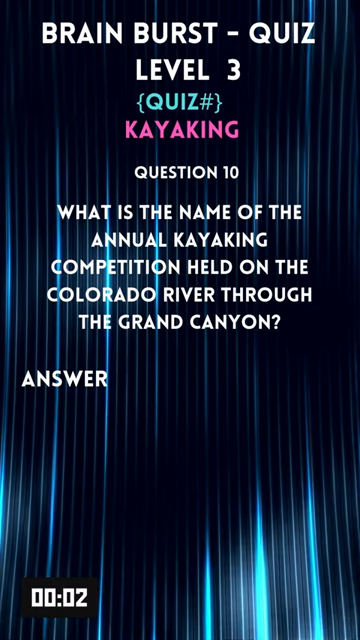 BRAIN BURST - QUIZ
LEVEL 3
{QUIZ#}
KAYAKING
QUESTION 10
WHAT IS THE NAME OF THE
ANNUAL KAYAKING
COMPETITION HELD ON THE
COLORADO RIVER THROUGH
THE GRAND CANYON?
ANSWER
00:02